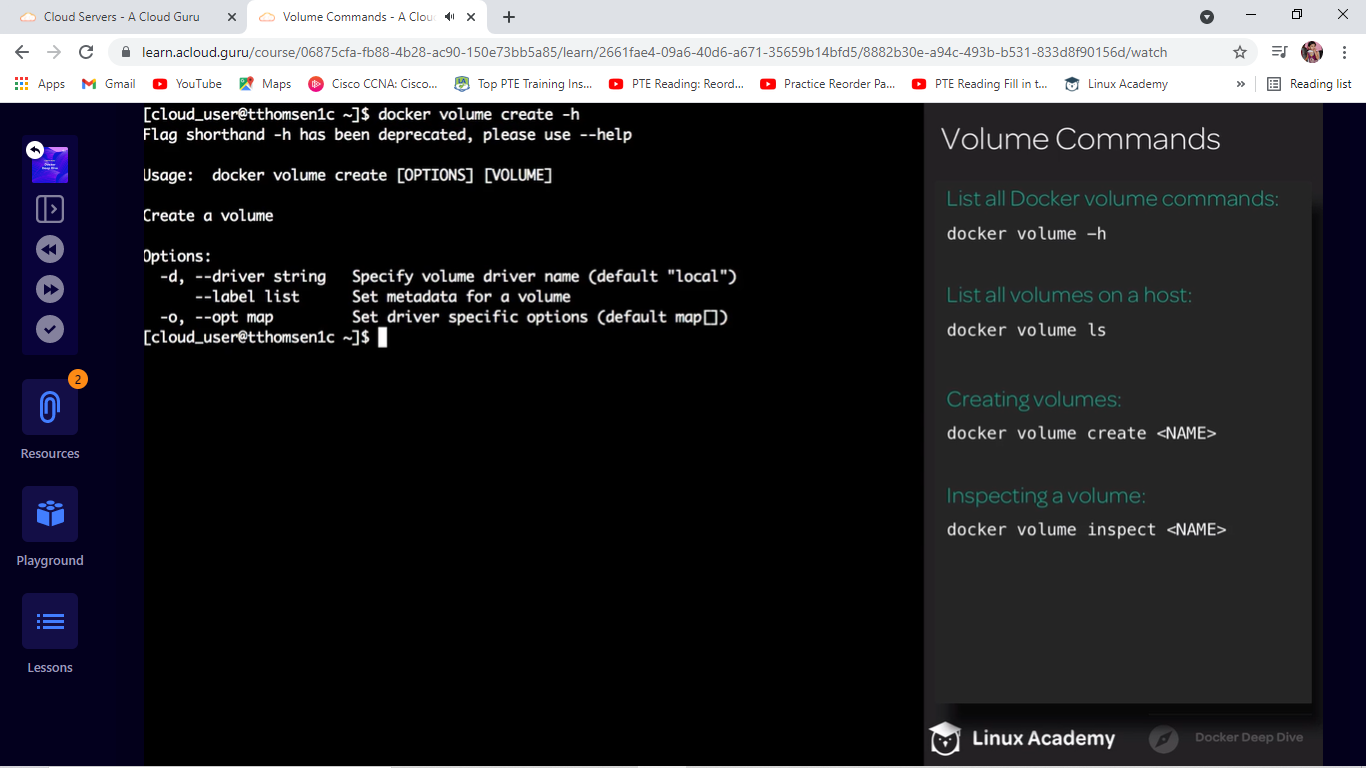 Cloud Servers - A Cloud Guru
Volume Commands - A Clou
learn.acloud.guru/course/06875cfa-fb88-4b28-ac90-150e73bb5a85/learn/2661fae4-09a6-40d6-a671-35659b14bfd5/8882b30e-a94c-493b-b531-833d8f90156d/watch
Apps
Gmail
YouTube
Maps
Cisco CCNA: Cisco...
Top PTE Training Ins...
PTE Reading: Reord...
Practice Reorder Pa...
PTE Reading Fill in t...
Linux Academy
»
Reading list
[cloud_user@tthomsen1c ~]$ docker volume create -h
Flag shorthand -h has been deprecated, please use --help
Usage:  docker volume create [OPTIONS] [VOLUME]
Create a volume
Options:
-d, --driver string   Specify volume driver name (default "local")
--label list      Set metadata for a volume
-o, --opt map         Set driver specific options (default map[])
[cloud_user@tthomsen1c ~]$
Docker
Deep Dive
2
Resources
Playground
Lessons
Volume Commands
List all Docker volume commands:
docker volume -h
List all volumes on a host:
docker volume ls
Creating volumes:
docker volume create <NAME>
Inspecting a volume:
docker volume inspect <NAME>
Linux Academy
Docker Deep Dive